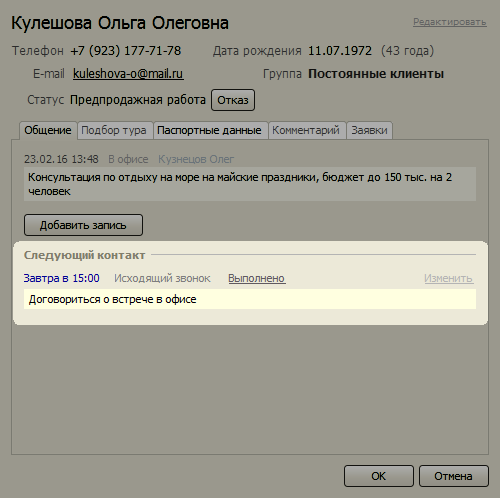 Кулешова Ольга Олеговна Редактировать
Телефон +7 (923) 177-71-78 Дата рождения 11.07.1972 (43 года)
E-mail kuleshova-o@mail.ru Группа Постоянные клиенты
Статус Предпродажная работа Отказ
Общение Подбор тура Паспортные данные Комментарий Заявки
23.02.16 13:48 В офисе Кузнецов Олег
Консультация по отдыху на море на майские праздники, бюджет до 150 тыс. на 2
человек
Добавить запись
Следующий контакт
Завтра в 15:00 Исходящий звонок Выполнено Изменить
Договориться о встрече в офисе
OK Отмена